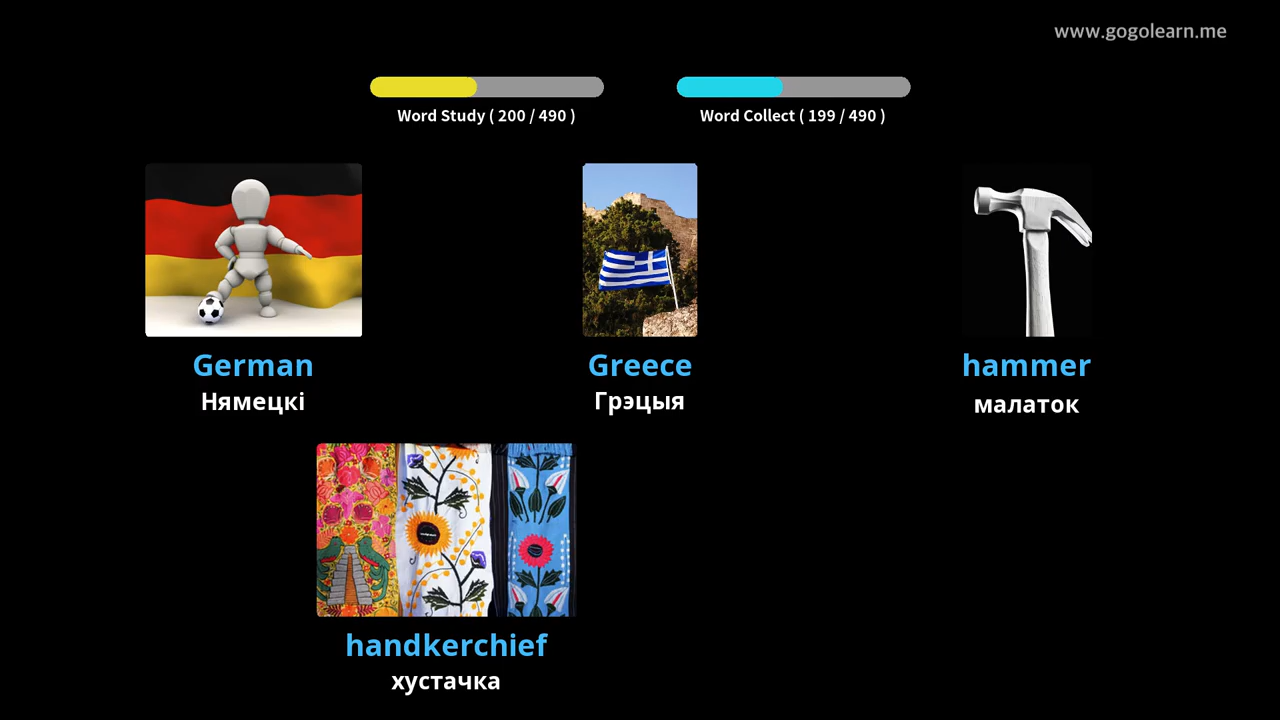 www.gogolearn.me
Word Study ( 200 / 490 )
Word Collect ( 199 / 490 )
German
Нямецкі
Greece
Грэцыя
hammer
малаток
handkerchief
хустачка